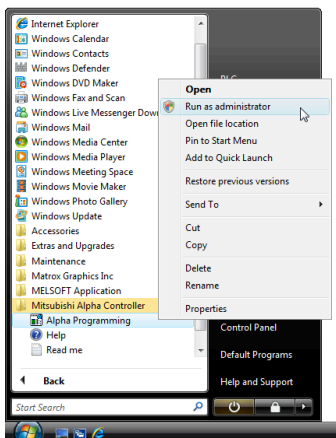 Internet Explorer
Windows Calendar
Windows Contacts
Windows Defender
Windows DVD Maker
Windows Fax and Scan
Windows Live Messenger Down
Windows Mail
Windows Media Center
Windows Media Player
Windows Meeting Space
Windows Movie Maker
Windows Photo Gallery
Windows Update
Accessories
Extras and Upgrades
Maintenance
Matrox Graphics Inc
MELSOFT Application
Mitsubishi Alpha Controller
Alpha Programming
Help
Read me
Back
Start Search
Open
Run as administrator
Open file location
Pin to Start Menu
Add to Quick Launch
Restore previous versions
Send To
Cut
Copy
Delete
Rename
Properties
Control Panel
Default Programs
Help and Support